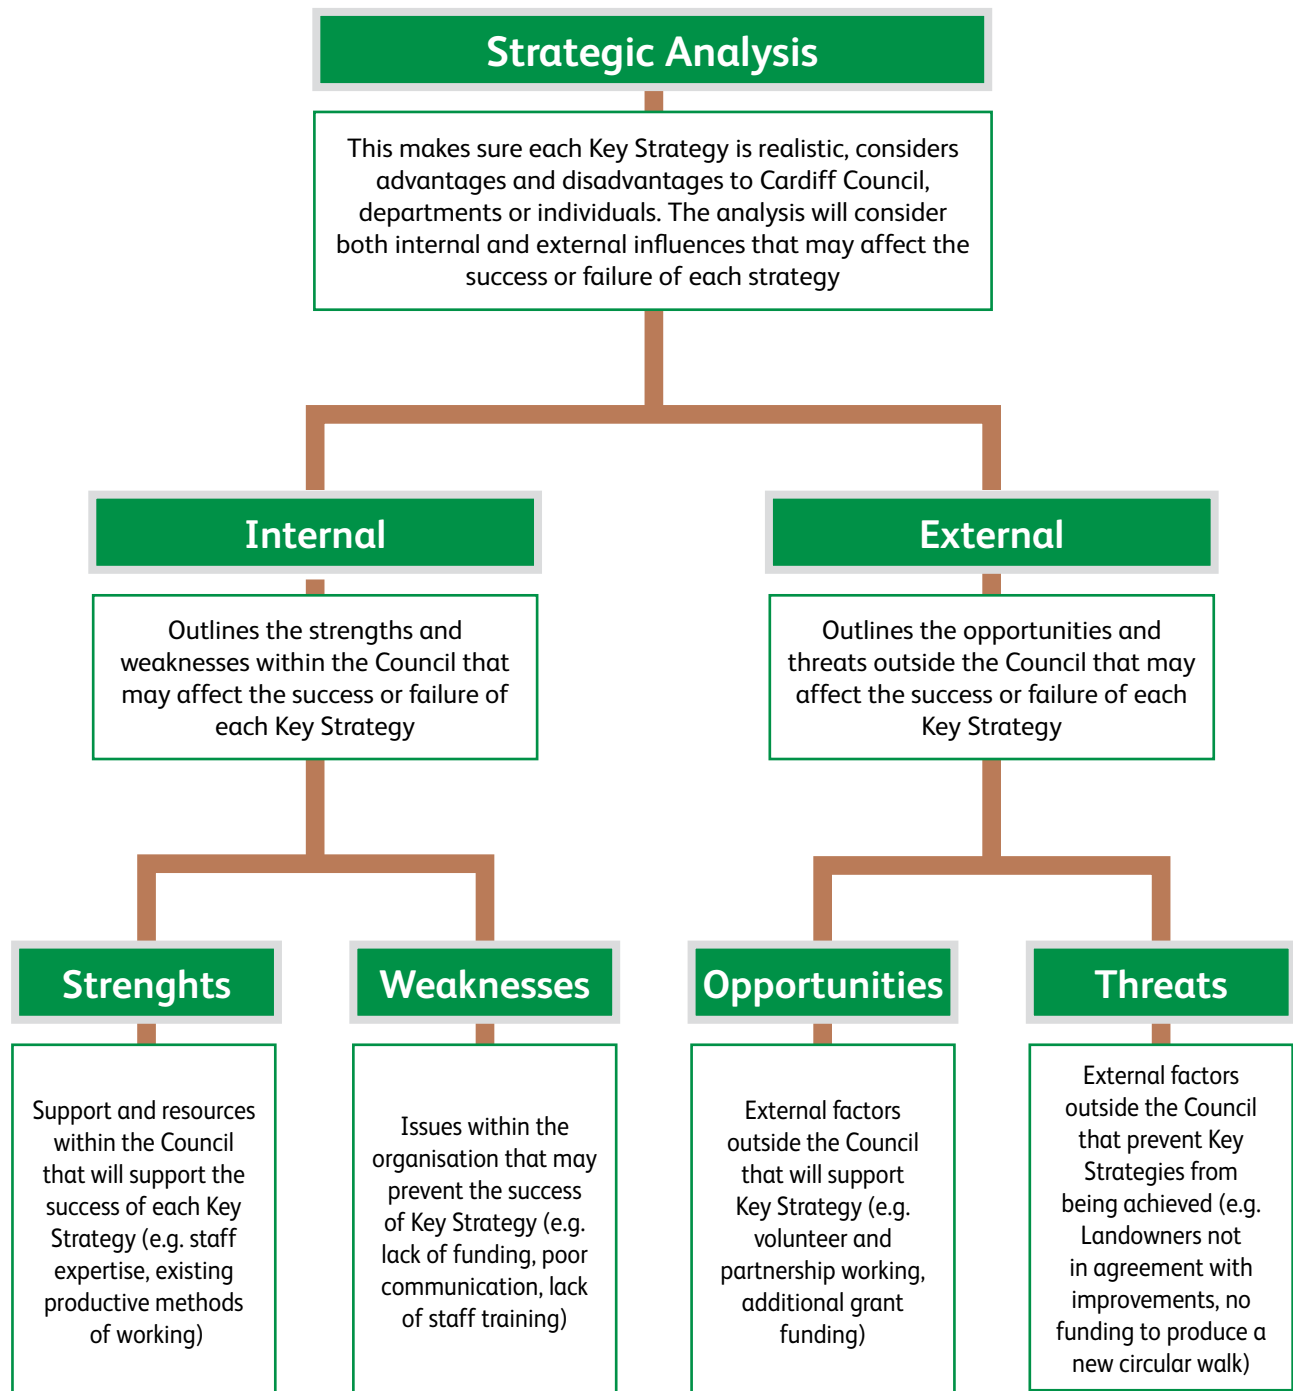 Strategic Analysis
This makes sure each Key Strategy is realistic, considers
advantages and disadvantages to Cardiff Council,
departments or individuals. The analysis will consider
both internal and external influences that may affect the
success or failure of each strategy
Internal
Outlines the strengths and
weaknesses within the Council that
may affect the success or failure of
each Key Strategy
External
Outlines the opportunities and
threats outside the Council that may
affect the success or failure of each
Key Strategy
Strenghts
Support and resources
within the Council
that will support the
success of each Key
Strategy (e.g. staff
expertise, existing
productive methods
of working)
Weaknesses
Issues within the
organisation that may
prevent the success
of Key Strategy (e.g.
lack of funding, poor
communication, lack
of staff training)
Opportunities
External factors
outside the Council
that will support
Key Strategy (e.g.
volunteer and
partnership working,
additional grant
funding)
Threats
External factors
outside the Council
that prevent Key
Strategies from
being achieved (e.g.
Landowners not
in agreement with
improvements, no
funding to produce a
new circular walk)